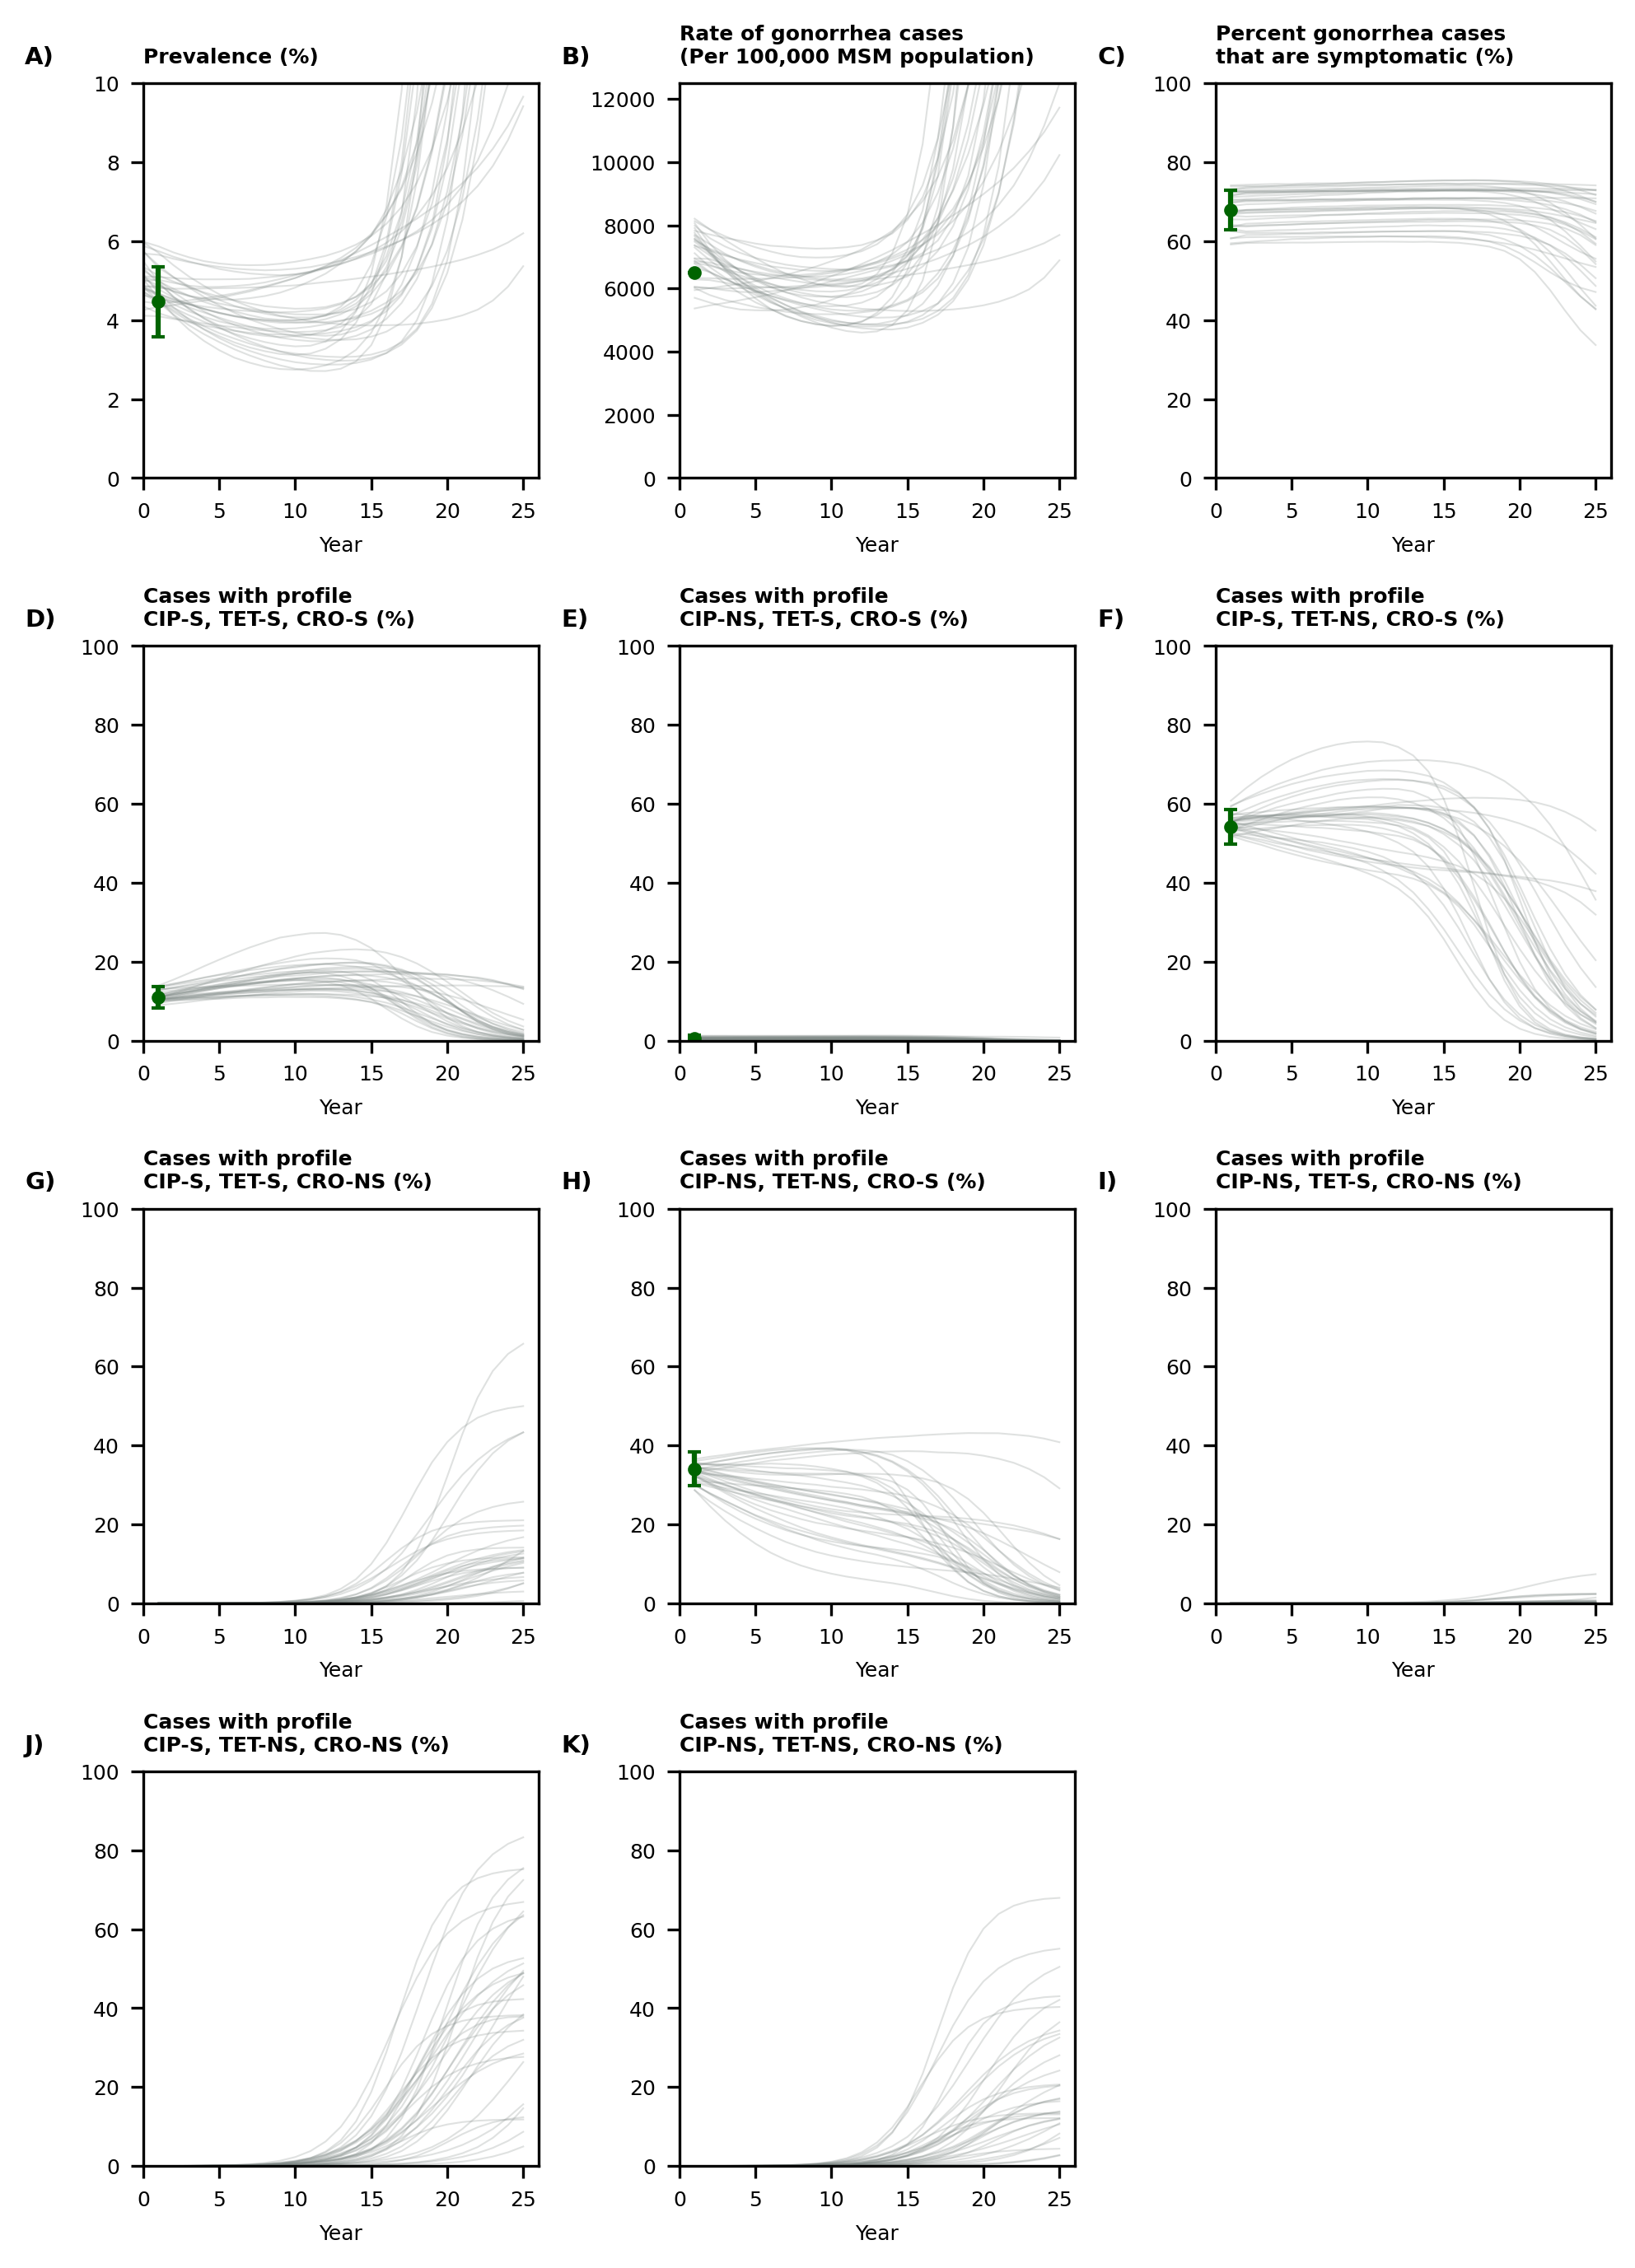 A) Prevalence (%)
10
8
6
4
2
0
0 5 10 15 20 25
Year
B) Rate of gonorrhea cases
(Per 100,000 MSM population)
12000
10000
8000
6000
4000
2000
0
0 5 10 15 20 25
Year
C) Percent gonorrhea cases
that are symptomatic (%)
100
80
60
40
20
0
0 5 10 15 20 25
Year
D) Cases with profile
CIP-S, TET-S, CRO-S (%)
100
80
60
40
20
0
0 5 10 15 20 25
Year
E) Cases with profile
CIP-NS, TET-S, CRO-S (%)
100
80
60
40
20
0
0 5 10 15 20 25
Year
F) Cases with profile
CIP-S, TET-NS, CRO-S (%)
100
80
60
40
20
0
0 5 10 15 20 25
Year
G) Cases with profile
CIP-S, TET-S, CRO-NS (%)
100
80
60
40
20
0
0 5 10 15 20 25
Year
H) Cases with profile
CIP-NS, TET-NS, CRO-S (%)
100
80
60
40
20
0
0 5 10 15 20 25
Year
I) Cases with profile
CIP-NS, TET-S, CRO-NS (%)
100
80
60
40
20
0
0 5 10 15 20 25
Year
J) Cases with profile
CIP-S, TET-NS, CRO-NS (%)
100
80
60
40
20
0
0 5 10 15 20 25
Year
K) Cases with profile
CIP-NS, TET-NS, CRO-NS (%)
100
80
60
40
20
0
0 5 10 15 20 25
Year